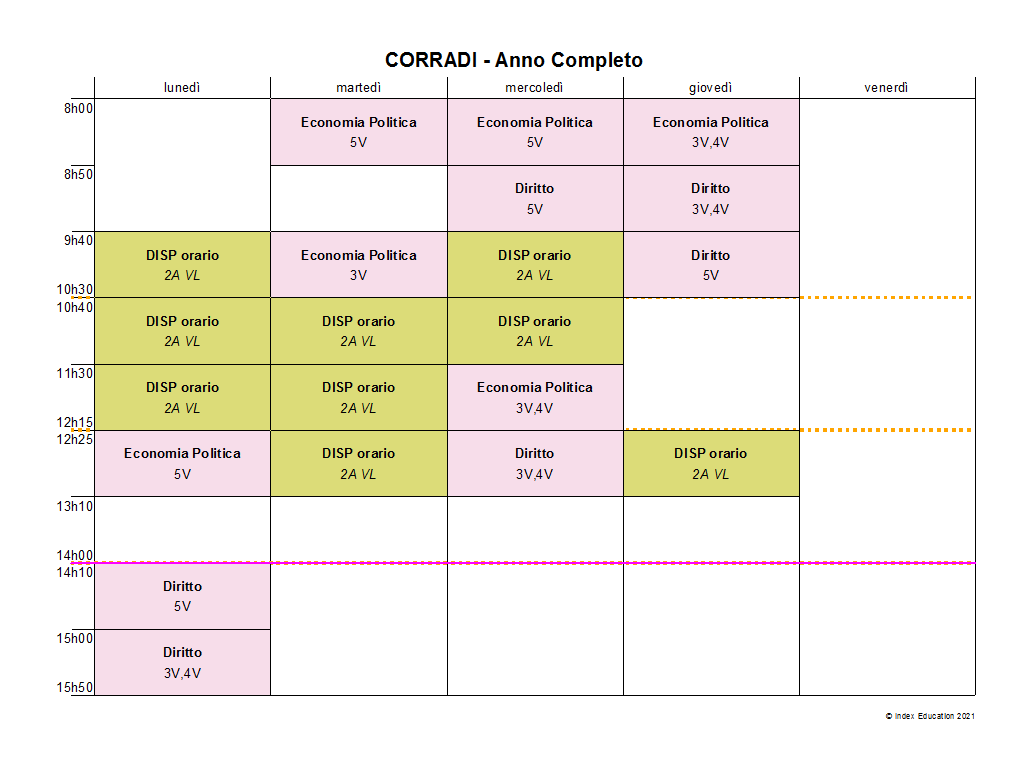 CORRADI - Anno Completo
lunedì martedì mercoledì giovedì venerdì
8h00
Economia Politica Economia Politica Economia Politica
5V 5V 3V,4V
8h50
Diritto Diritto
5V 3V,4V
9h40
DISP orario Economia Politica DISP orario Diritto
2A VL 3V 2A VL 5V
10h30
10h40
DISP orario DISP orario DISP orario
2A VL 2A VL 2A VL
11h30
DISP orario DISP orario Economia Politica
2A VL 2A VL 3V,4V
12h15
12h25
Economia Politica DISP orario Diritto DISP orario
5V 2A VL 3V,4V 2A VL
13h10
14h00
14h10
Diritto
5V
15h00
Diritto
3V,4V
15h50
© Index Education 2021